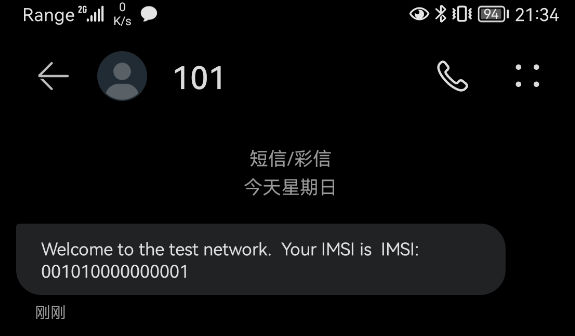 Range 2G 0 K/s 94 21:34
101
短信/彩信
今天星期日
Welcome to the test network.  Your IMSI is  IMSI:
001010000000001
刚刚